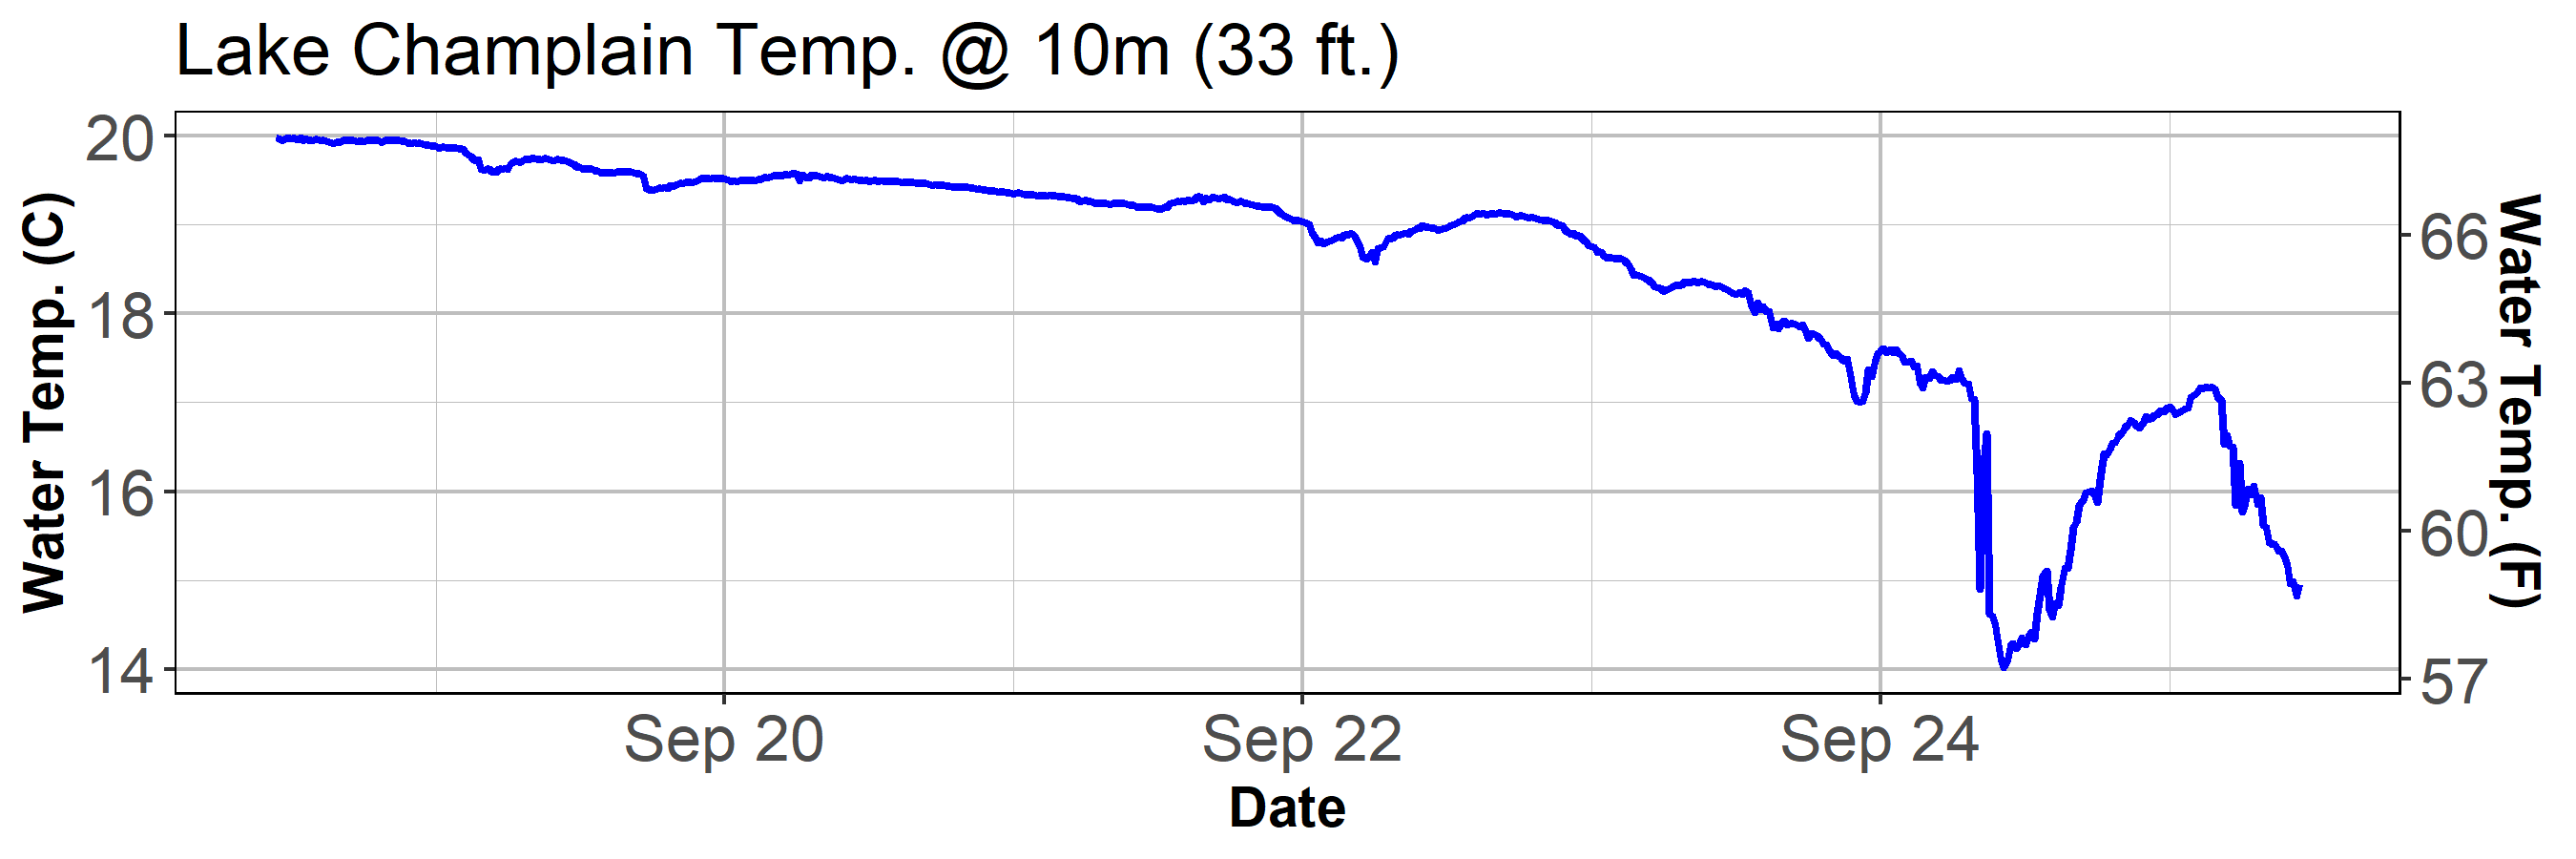 Lake Champlain Temp. @ 10m (33 ft.)
Water Temp. (C)
20
18
16
14
66
63
60
57
Water Temp. (F)
Sep 20 Sep 22 Sep 24
Date